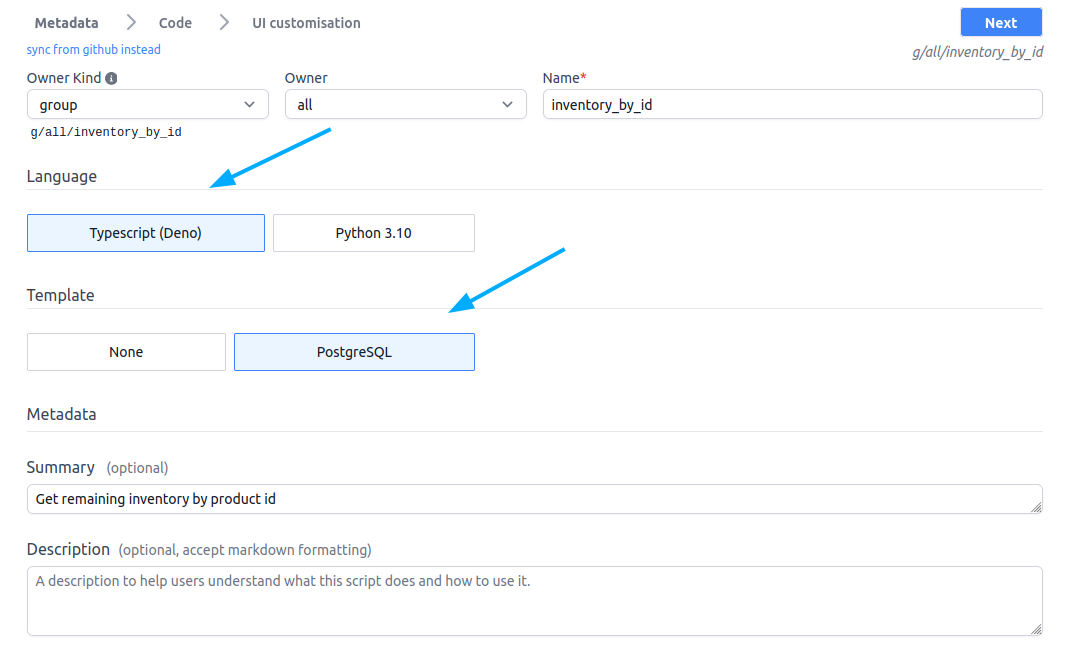 Metadata > Code > UI customisation Next
sync from github instead g/all/inventory_by_id
Owner Kind Owner Name*
group all inventory_by_id
g/all/inventory_by_id
Language
Typescript (Deno) Python 3.10
Template
None PostgreSQL
Metadata
Summary (optional)
Get remaining inventory by product id
Description (optional, accept markdown formatting)
A description to help users understand what this script does and how to use it.